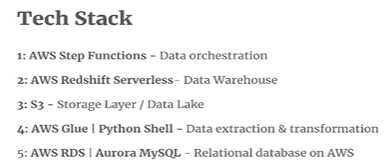 Tech Stack
1: AWS Step Functions - Data orchestration
2: AWS Redshift Serverless- Data Warehouse
3: S3 - Storage Layer / Data Lake
4: AWS Glue | Python Shell - Data extraction & transformation
5: AWS RDS | Aurora MySQL - Relational database on AWS